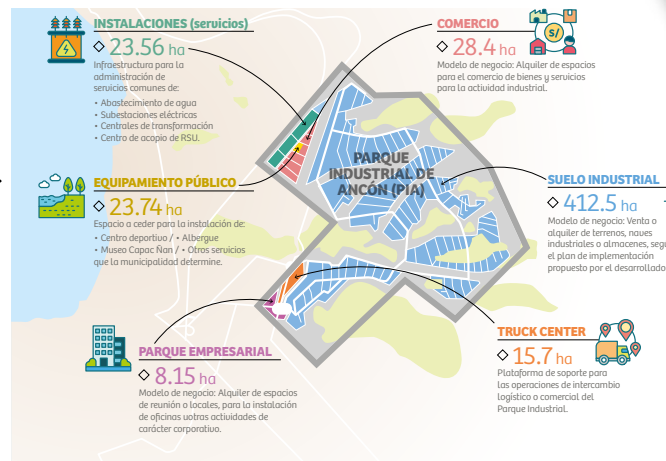 INSTALACIONES (servicios)
23.56 ha
Infraestructura para la
administración de
servicios comunes de:
• Abastecimiento de agua
• Subestaciones eléctricas
• Centrales de transformación
• Centro de acopio de RSU.
COMERCIO
28.4 ha
Modelo de negocio: Alquiler de espacios
para el comercio de bienes y servicios
para la actividad industrial.
S/
PARQUE
INDUSTRIAL DE
ANCÓN (PIA)
EQUIPAMIENTO PÚBLICO
23.74 ha
Espacio a ceder para la instalación de:
• Centro deportivo / • Albergue
• Museo Capac Ñan / • Otros servicios
que la municipalidad determine.
SUELO INDUSTRIAL
412.5 ha
Modelo de negocio: Venta o
alquiler de terrenos, naves
industriales o almacenes, segú
el plan de implementación
propuesto por el desarrollado
PARQUE EMPRESARIAL
8.15 ha
Modelo de negocio: Alquiler de espacios
de reunión o locales, para la instalación
de oficinas uotras actividades de
carácter corporativo.
TRUCK CENTER
15.7 ha
Plataforma de soporte para
las operaciones de intercambio
logístico o comercial del
Parque Industrial.